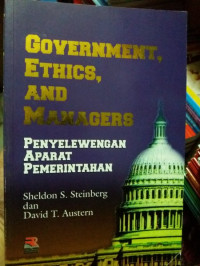 GOVERNMENT,
ETHICS, AND
MANAGERS
PENYELEWENGAN
APARAT
PEMERINTAHAN
Sheldon S. Steinberg
dan
David T. Austern